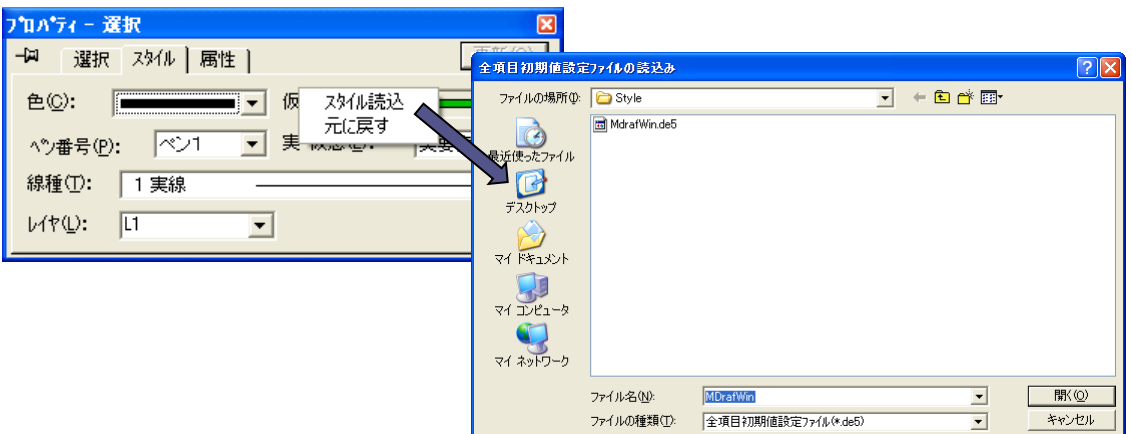 プロパティ - 選択
選択 スタイル 属性
色(C):
スタイル読込
元に戻す
ペン番号(P): ペン1
線種(T): 1 実線
レイヤ(L): L1
全項目初期値設定ファイルの読込み
ファイルの場所(I): Style
MdrafWin.de5
最近使ったファイル
デスクトップ
マイ ドキュメント
マイ コンピュータ
マイ ネットワーク
ファイル名(N): MDrafWin 開く(O)
ファイルの種類(T): 全項目初期値設定ファイル(*.de5) キャンセル